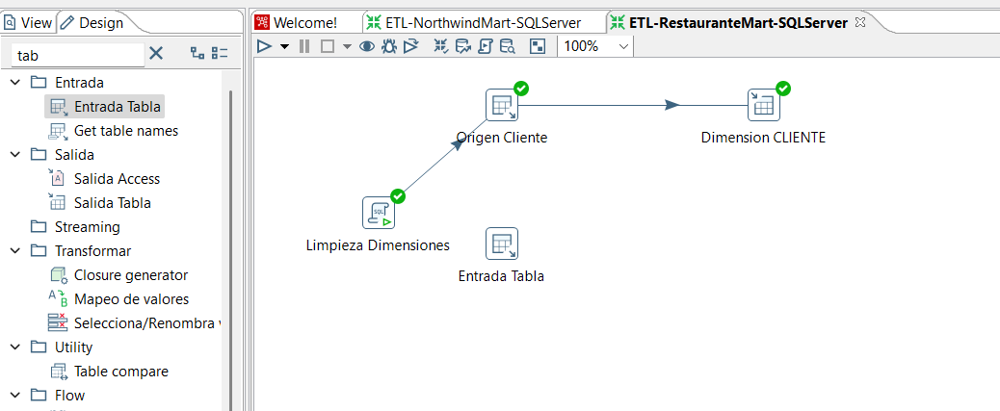 View
Design
Welcome!
ETL-NorthwindMart-SQLServer
ETL-RestauranteMart-SQLServer
tab
100%
Entrada
Entrada Tabla
Get table names
Salida
Salida Access
Salida Tabla
Streaming
Transformar
Closure generator
Mapeo de valores
Selecciona/Renombra
Utility
Table compare
Flow
Origen Cliente
Dimension CLIENTE
SQL
Limpieza Dimensiones
Entrada Tabla